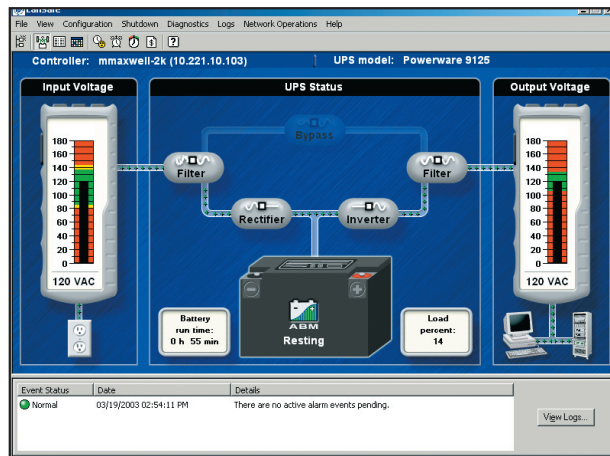 LanSafe
File View Configuration Shutdown Diagnostics Logs Network Operations Help
Controller: mmaxwell-2k (10.221.10.103) UPS model: Powerware 9125
Input Voltage
180
160
140
120
100
80
60
40
20
0
120 VAC
UPS Status
Bypass
Filter
Filter
Rectifier
Inverter
ABM
Resting
Battery
run time:
0 h 55 min
Load
percent:
14
Output Voltage
180
160
140
120
100
80
60
40
20
0
120 VAC
Event Status Date Details
Normal 03/19/2003 02:54:11 PM There are no active alarm events pending.
View Logs...